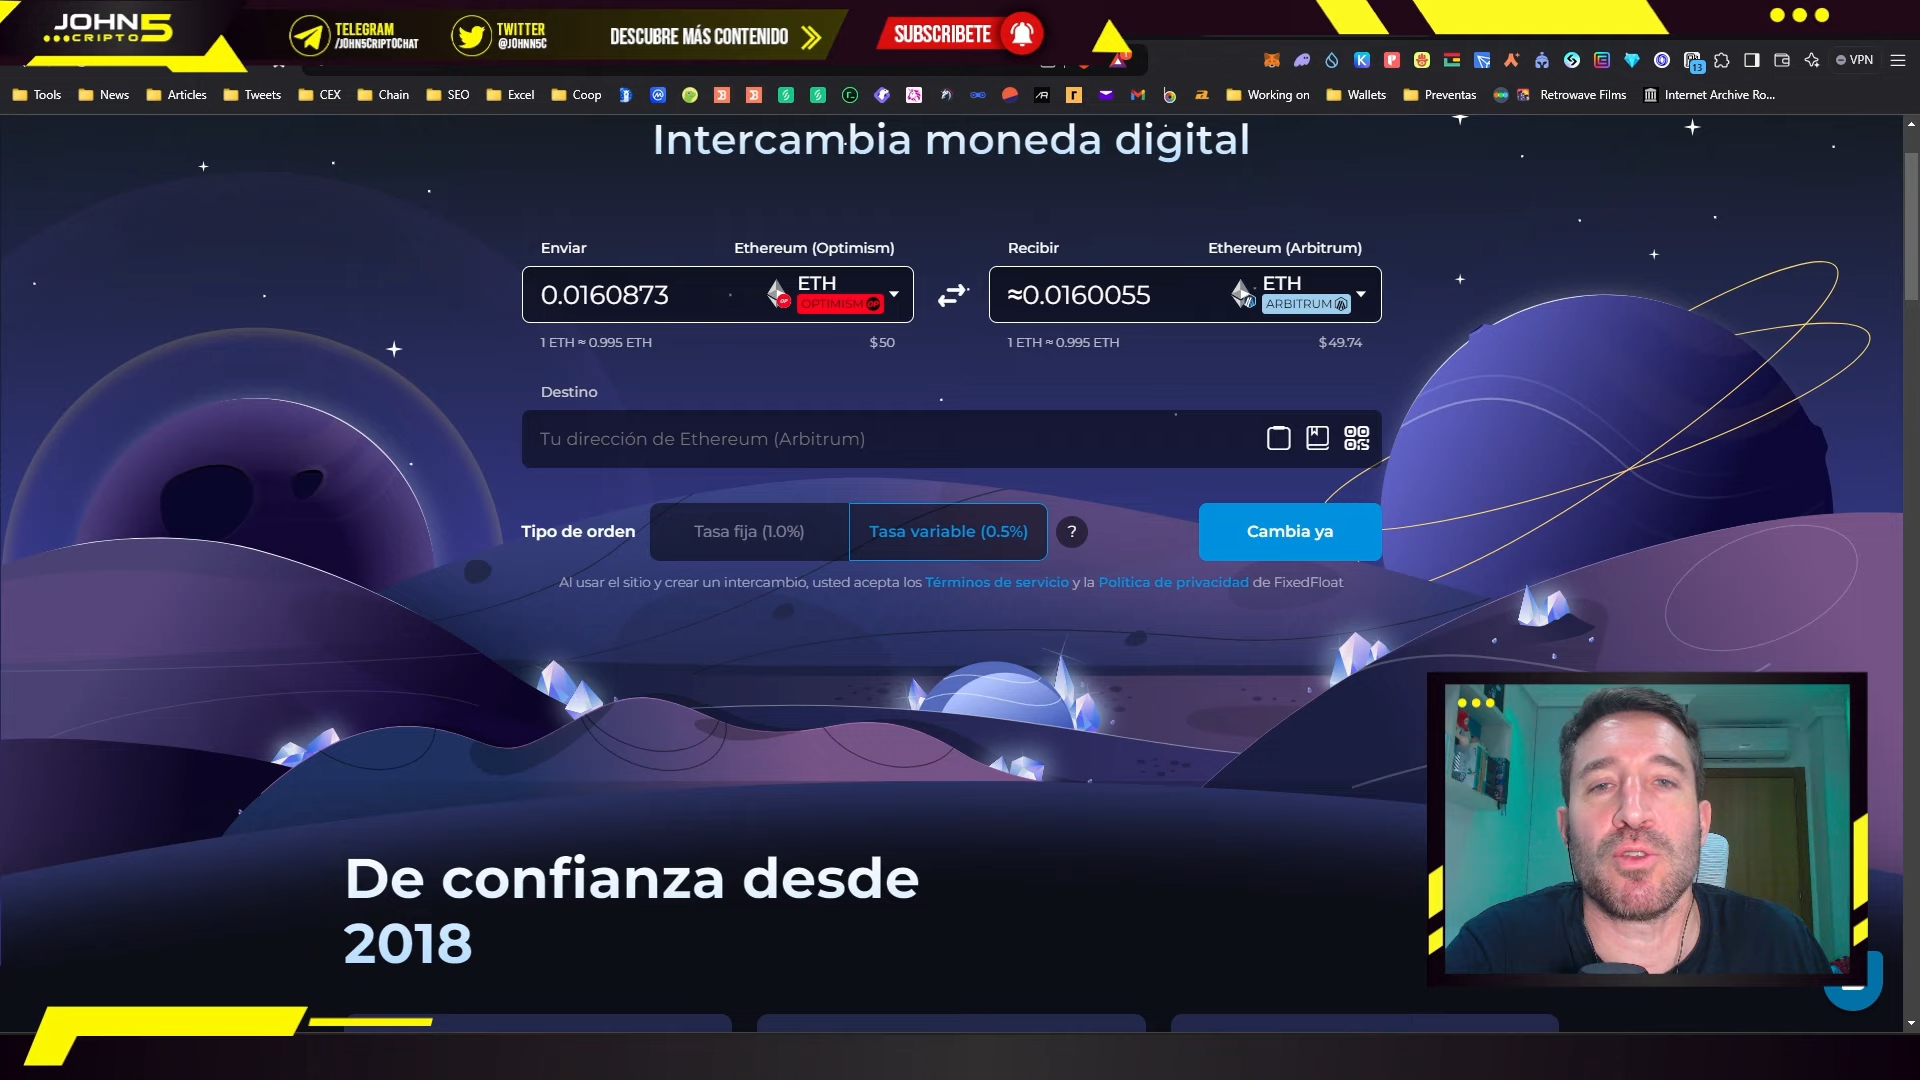 JOHN5
CRIPTO
TELEGRAM
/JOHN5CRIPTOCHAT
TWITTER
@JOHNN5C
DESCUBRE MÁS CONTENIDO
SUBSCRIBETE
VPN
13
Tools
News
Articles
Tweets
CEX
Chain
SEO
Excel
Coop
Working on
Wallets
Preventas
Retrowave Films
Internet Archive Ro...
Intercambia moneda digital
Enviar
Ethereum (Optimism)
Recibir
Ethereum (Arbitrum)
0.0160873
ETH
OPTIMISM
≈0.0160055
ETH
ARBITRUM
1 ETH ≈ 0.995 ETH
$50
1 ETH ≈ 0.995 ETH
$49.74
Destino
Tu dirección de Ethereum (Arbitrum)
Tipo de orden
Tasa fija (1.0%)
Tasa variable (0.5%)
?
Cambia ya
Al usar el sitio y crear un intercambio, usted acepta los Términos de servicio y la Política de privacidad de FixedFloat
De confianza desde
2018